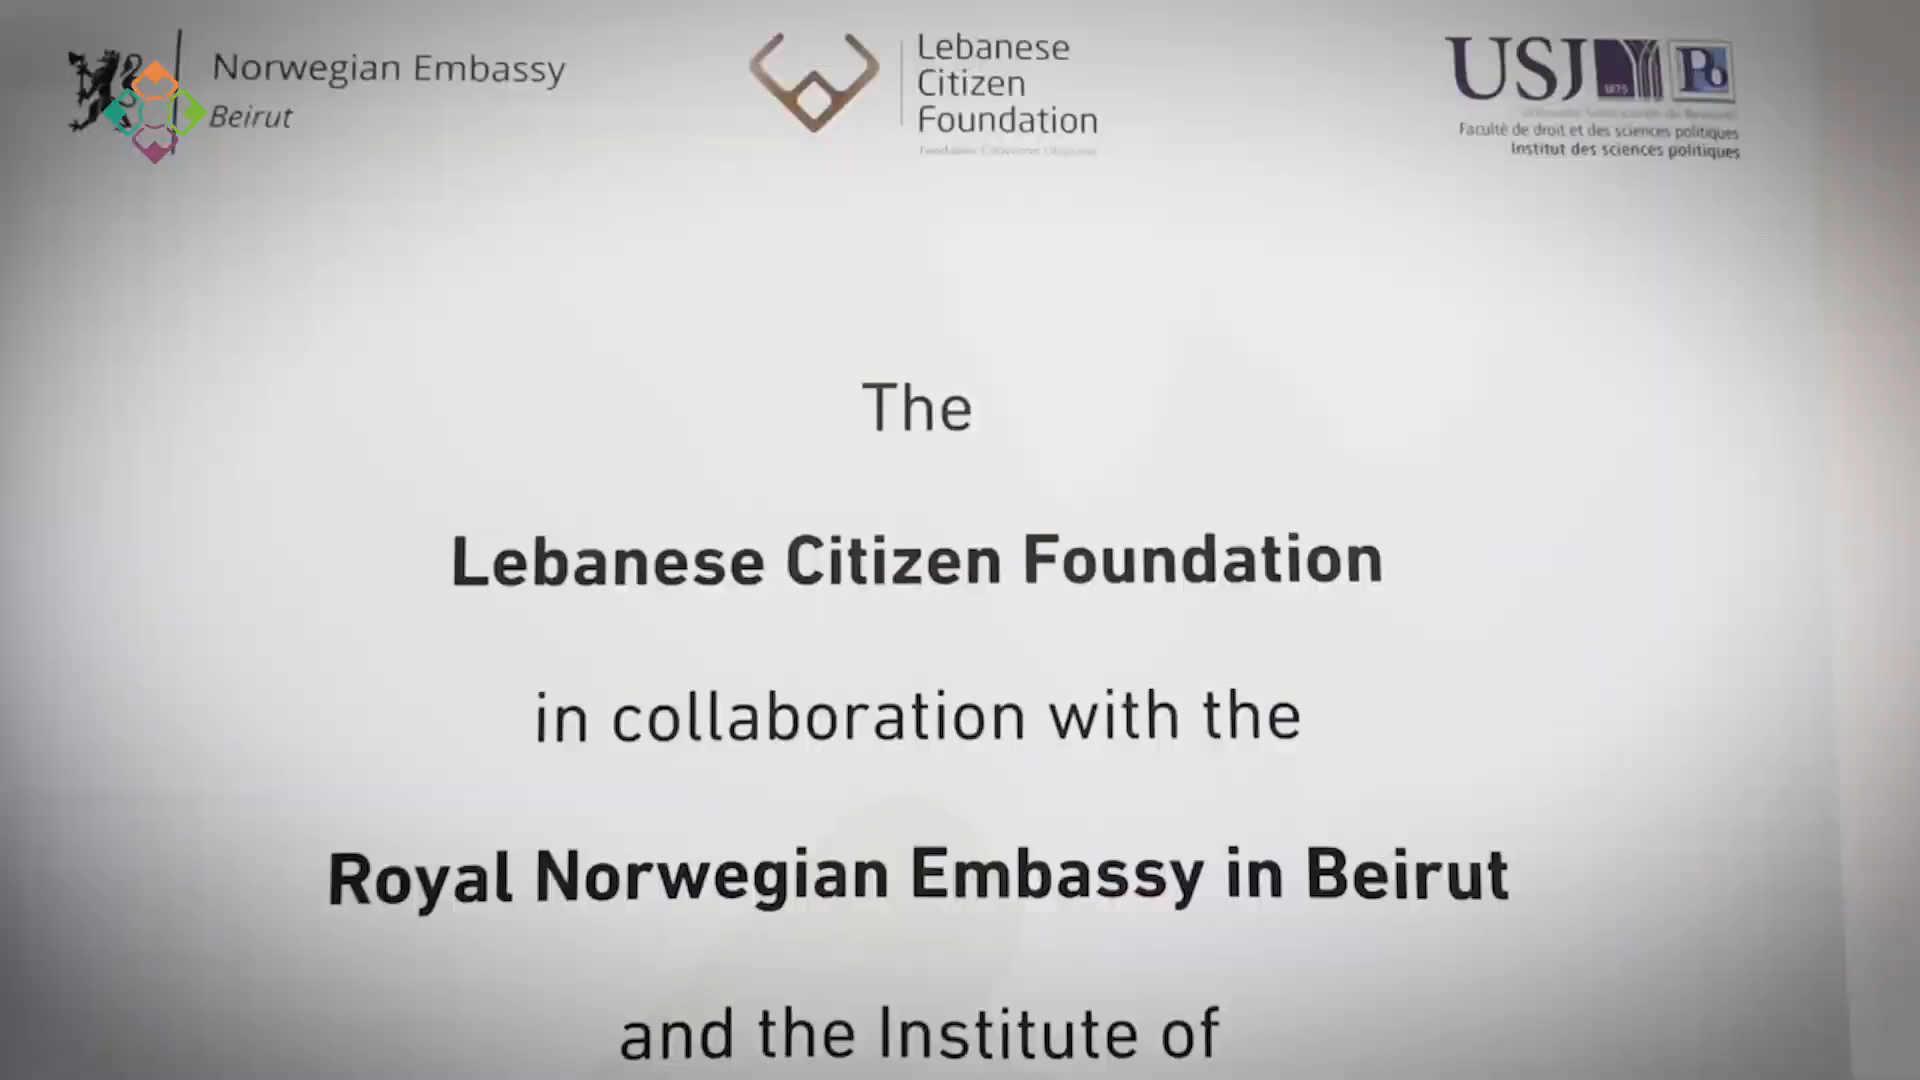 Norwegian Embassy
Beirut
Lebanese
Citizen
Foundation
USJ
1875
Faculté de droit et des sciences politiques
Institut des sciences politiques
The
Lebanese Citizen Foundation
in collaboration with the
Royal Norwegian Embassy in Beirut
and the Institute of